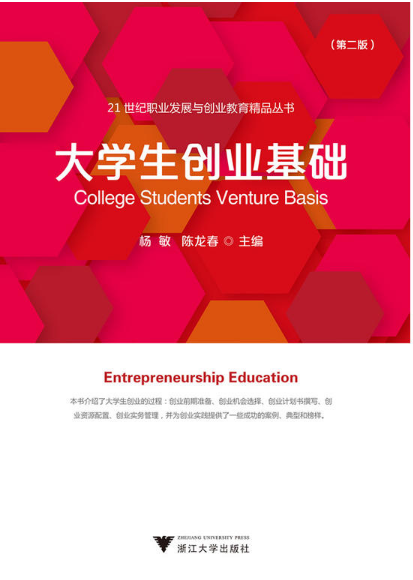 （第二版）
21世纪职业发展与创业教育精品丛书
大学生创业基础
College Students Venture Basis
杨 敏 陈龙春 ◎ 主编
Entrepreneurship Education
本书介绍了大学生创业的过程：创业前期准备、创业机会选择、创业计划书撰写、创
业资源配置、创业实务管理，并为创业实践提供了一些成功的案例、典型和榜样。
ZHEJIANG UNIVERSITY PRESS
浙江大学出版社